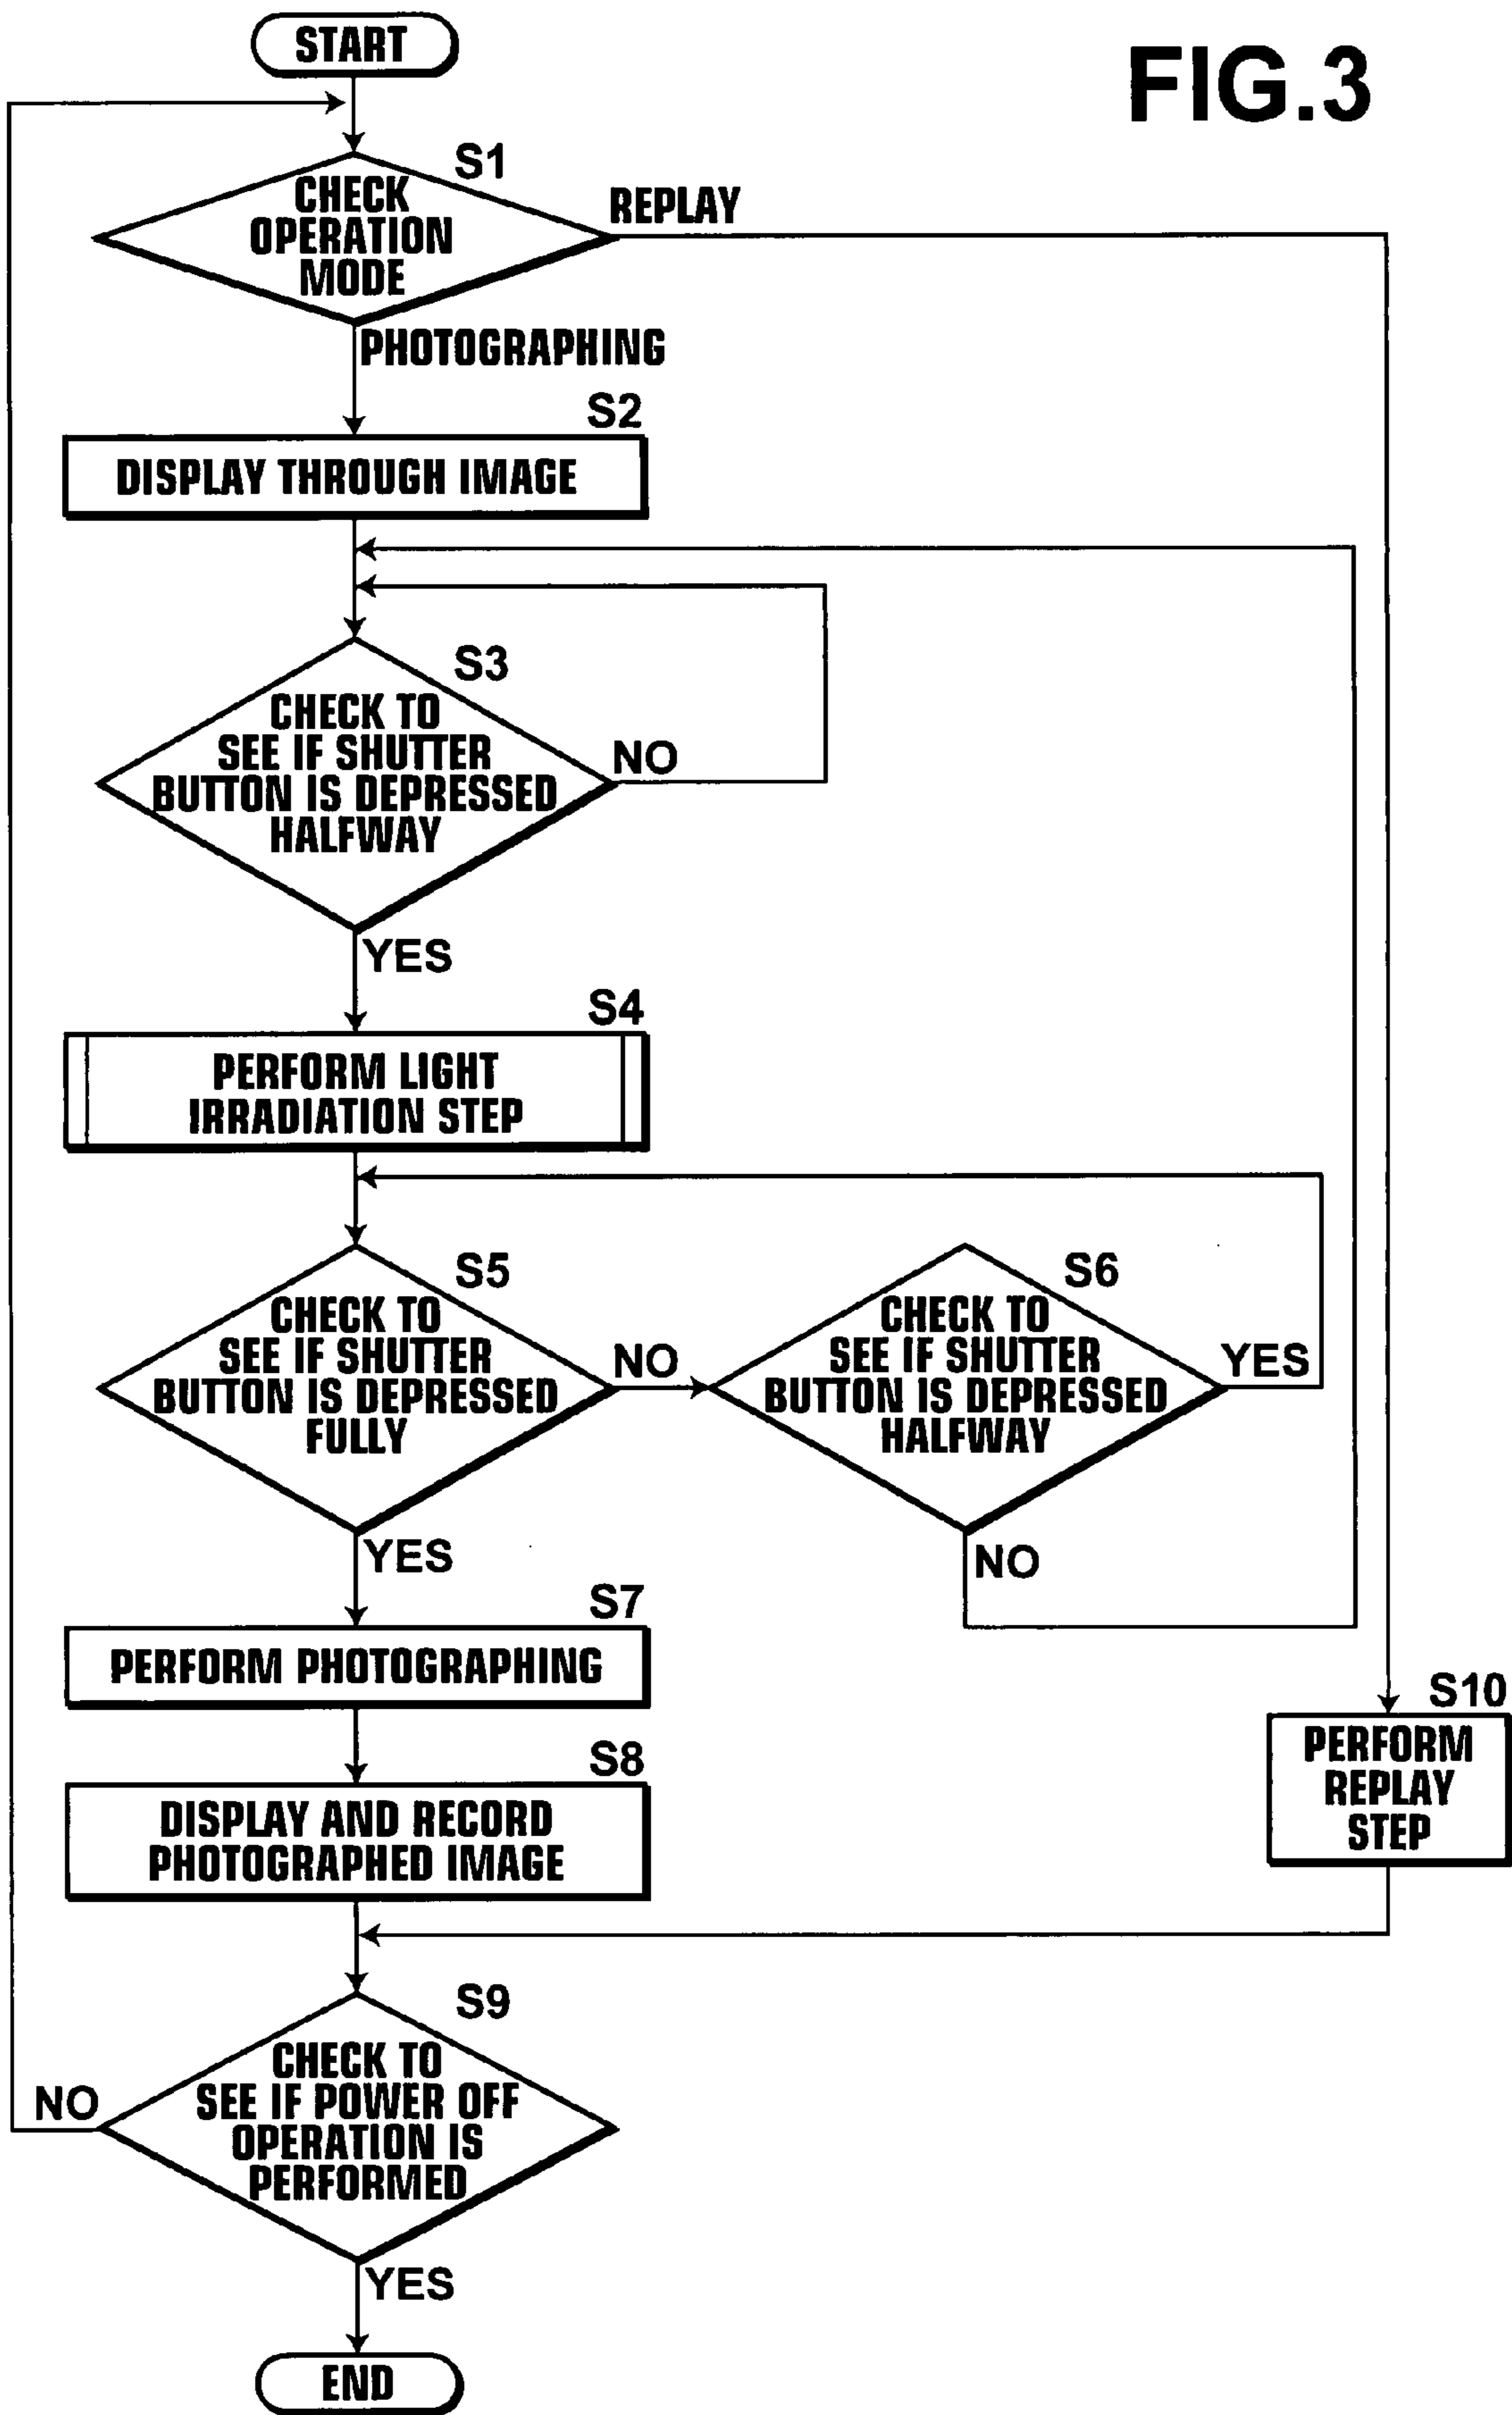 START
FIG.3
S1
CHECK
OPERATION
MODE
REPLAY
PHOTOGRAPHING
S2
DISPLAY THROUGH IMAGE
S3
CHECK TO
SEE IF SHUTTER
BUTTON IS DEPRESSED
HALFWAY
NO
YES
S4
PERFORM LIGHT
IRRADIATION STEP
S5
CHECK TO
SEE IF SHUTTER
BUTTON IS DEPRESSED
FULLY
NO
S6
CHECK TO
SEE IF SHUTTER
BUTTON IS DEPRESSED
HALFWAY
YES
NO
YES
S7
PERFORM PHOTOGRAPHING
S8
DISPLAY AND RECORD
PHOTOGRAPHED IMAGE
S10
PERFORM
REPLAY
STEP
S9
CHECK TO
SEE IF POWER OFF
OPERATION IS
PERFORMED
NO
YES
END